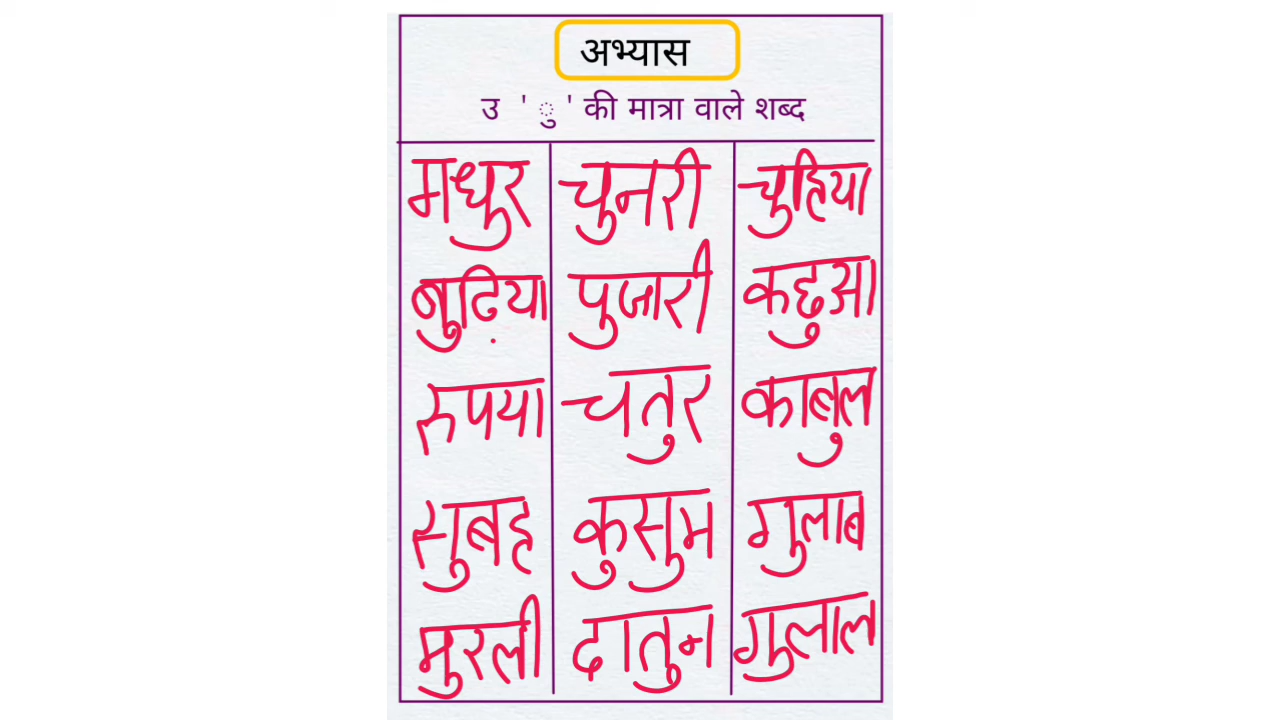 अभ्यास
उ ' ु ' की मात्रा वाले शब्द
मधुर चुनरी चुहिया
बुढ़िया पुजारी कछुआ
रुपया चतुर काबुल
सुबह कुसुम गुलाब
मुरली दातुन गुलाल